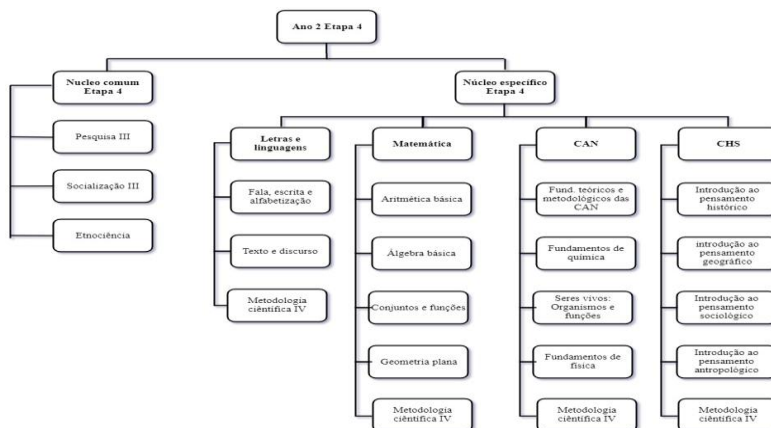 Ano 2 Etapa 4
Nucleo comum
Etapa 4
Pesquisa III
Socialização III
Etnociência
Núcleo específico
Etapa 4
Letras e
linguagens
Fala, escrita e
alfabetização
Texto e discurso
Metodologia
científica IV
Matemática
Aritmética básica
Álgebra básica
Conjuntos e funções
Geometria plana
Metodologia
científica IV
CAN
Fund. teóricos e
metodológicos das
CAN
Fundamentos de
química
Seres vivos:
Organismos e
funções
Fundamentos de
física
Metodologia
científica IV
CHS
Introdução ao
pensamento
histórico
introdução ao
pensamento
geográfico
Introdução ao
pensamento
sociológico
Introdução ao
pensamento
antropológico
Metodologia
científica IV